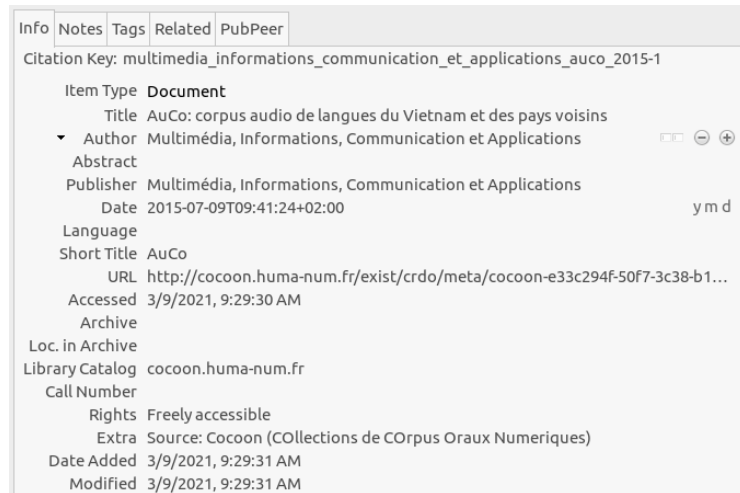 Info Notes Tags Related PubPeer
Citation Key: multimedia_informations_communication_et_applications_auco_2015-1
Item Type Document
Title AuCo: corpus audio de langues du Vietnam et des pays voisins
Author Multimédia, Informations, Communication et Applications
Abstract
Publisher Multimédia, Informations, Communication et Applications
Date 2015-07-09T09:41:24+02:00 y m d
Language
Short Title AuCo
URL http://cocoon.huma-num.fr/exist/crdo/meta/cocoon-e33c294f-50f7-3c38-b1...
Accessed 3/9/2021, 9:29:30 AM
Archive
Loc. in Archive
Library Catalog cocoon.huma-num.fr
Call Number
Rights Freely accessible
Extra Source: Cocoon (COllections de COrpus Oraux Numeriques)
Date Added 3/9/2021, 9:29:31 AM
Modified 3/9/2021, 9:29:31 AM